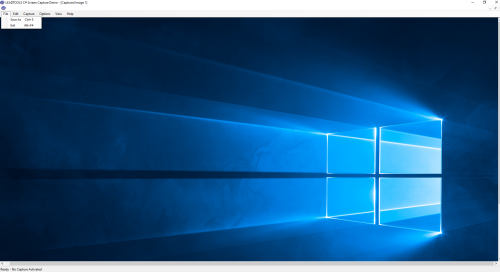 LEADTOOLS C# Screen Capture Demo - [Captured Image 1]
File Edit Capture Options View Help
Save As Ctrl+S
Exit Alt+F4
Ready - No Capture Activated